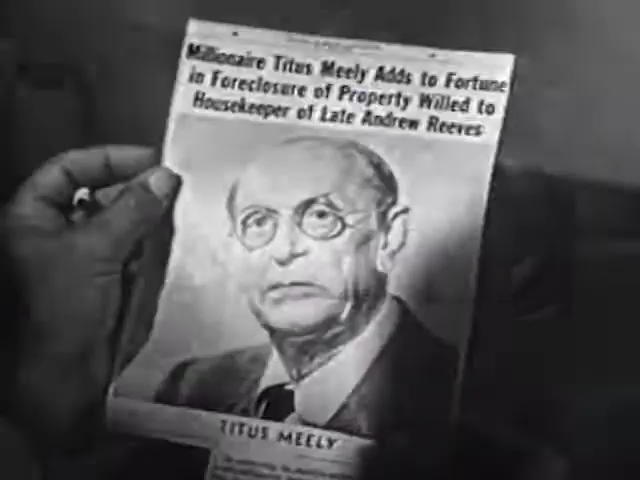 Millionaire Titus Meely Adds to Fortune
in Foreclosure of Property Willed to
Housekeeper of Late Andrew Reeves
TITUS MEELY